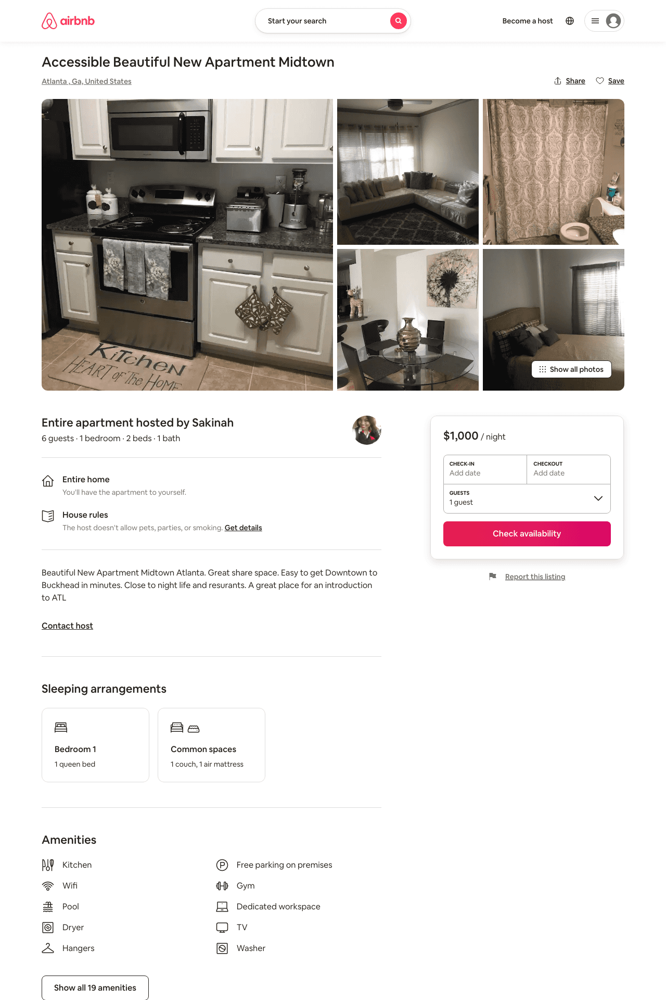 airbnb
Start your search
Become a host
Accessible Beautiful New Apartment Midtown
Atlanta , Ga, United States
Share
Save
KiTchen
HEART of The HOME
Sing
GRACE
Show all photos
Entire apartment hosted by Sakinah
6 guests · 1 bedroom · 2 beds · 1 bath
$1,000 / night
CHECK-IN
Add date
CHECKOUT
Add date
GUESTS
1 guest
Check availability
Report this listing
Entire home
You’ll have the apartment to yourself.
House rules
The host doesn’t allow pets, parties, or smoking. Get details
Beautiful New Apartment Midtown Atlanta. Great share space. Easy to get Downtown to
Buckhead in minutes. Close to night life and resurants. A great place for an introduction
to ATL
Contact host
Sleeping arrangements
Bedroom 1
1 queen bed
Common spaces
1 couch, 1 air mattress
Amenities
Kitchen
Free parking on premises
Wifi
Gym
Pool
Dedicated workspace
Dryer
TV
Hangers
Washer
Show all 19 amenities